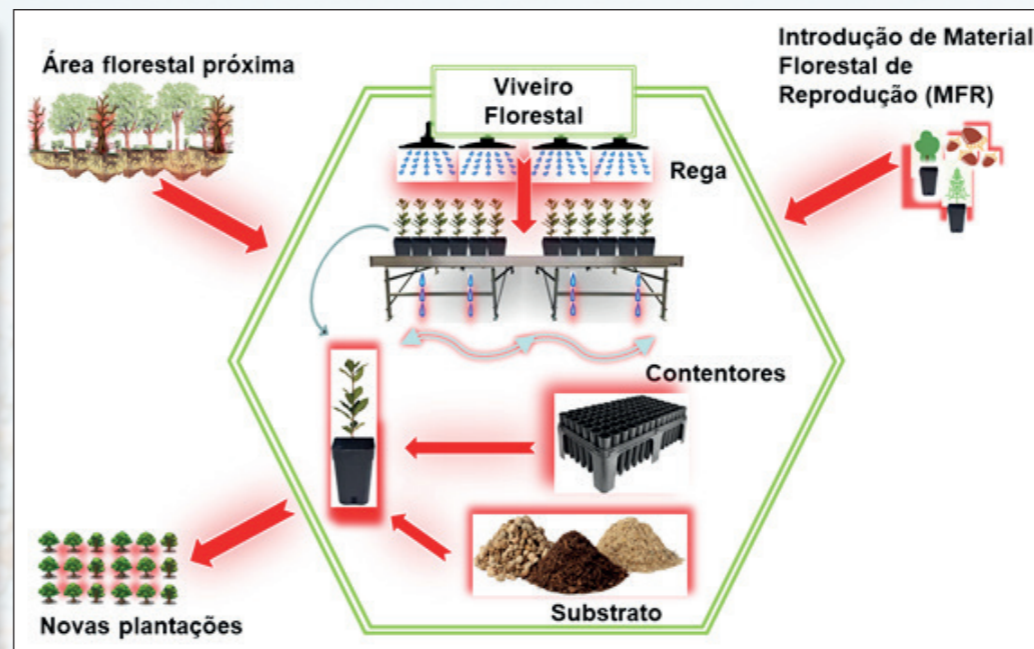 Área florestal próxima
Introdução de Material
Florestal de
Reprodução (MFR)
Viveiro
Florestal
Rega
Contentores
Substrato
Novas plantações